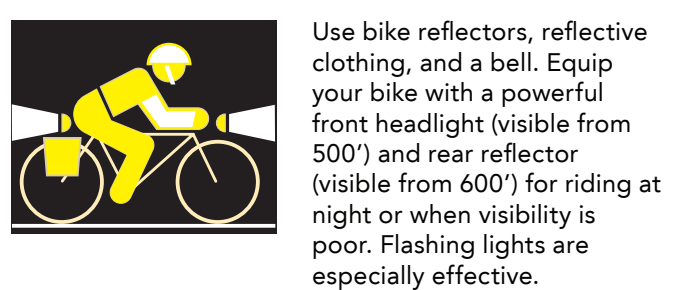 Use bike reflectors, reflective
clothing, and a bell. Equip
your bike with a powerful
front headlight (visible from
500’) and rear reflector
(visible from 600’) for riding at
night or when visibility is
poor. Flashing lights are
especially effective.